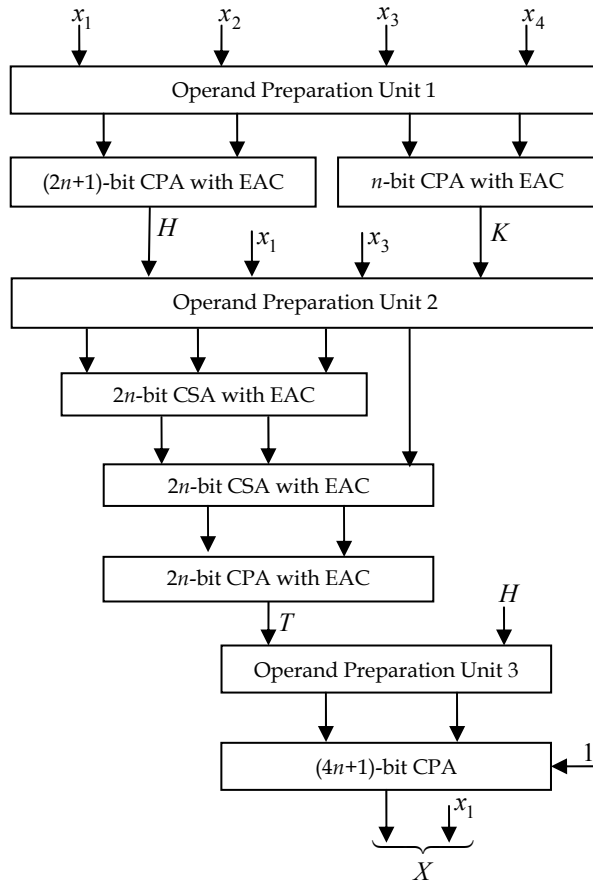 x₁ x₂ x₃ x₄
Operand Preparation Unit 1
(2n+1)-bit CPA with EAC
n-bit CPA with EAC
H x₁ x₃ K
Operand Preparation Unit 2
2n-bit CSA with EAC
2n-bit CSA with EAC
2n-bit CPA with EAC
T H
Operand Preparation Unit 3
(4n+1)-bit CPA 1
x₁
X